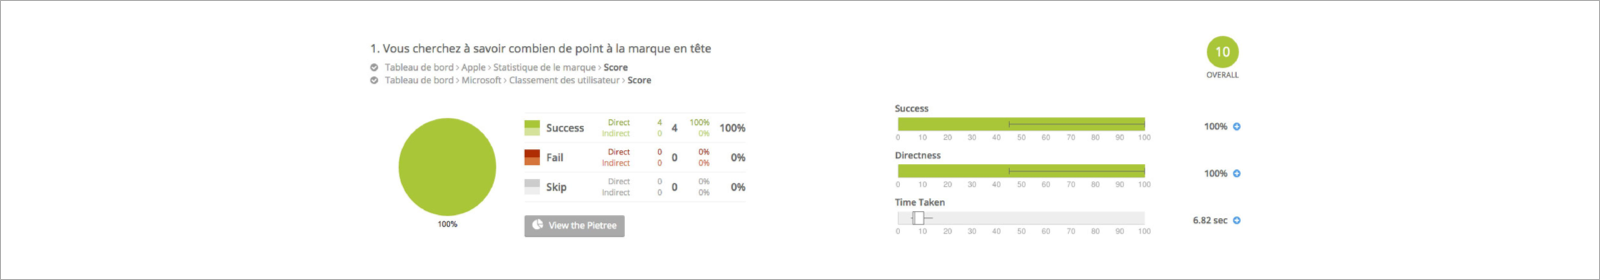 1. Vous cherchez à savoir combien de point à la marque en tête
Tableau de bord > Apple > Statistique de le marque > Score
Tableau de bord > Microsoft > Classement des utilisateur > Score
100%
Success Direct 4 100%
Indirect 0 0%
4 100%
Fail Direct 0 0%
Indirect 0 0%
0 0%
Skip Direct 0 0%
Indirect 0 0%
0 0%
View the Pietree
10
OVERALL
Success
0 10 20 30 40 50 60 70 80 90 100
100%
Directness
0 10 20 30 40 50 60 70 80 90 100
100%
Time Taken
0 10 20 30 40 50 60 70 80 90 100
6.82 sec